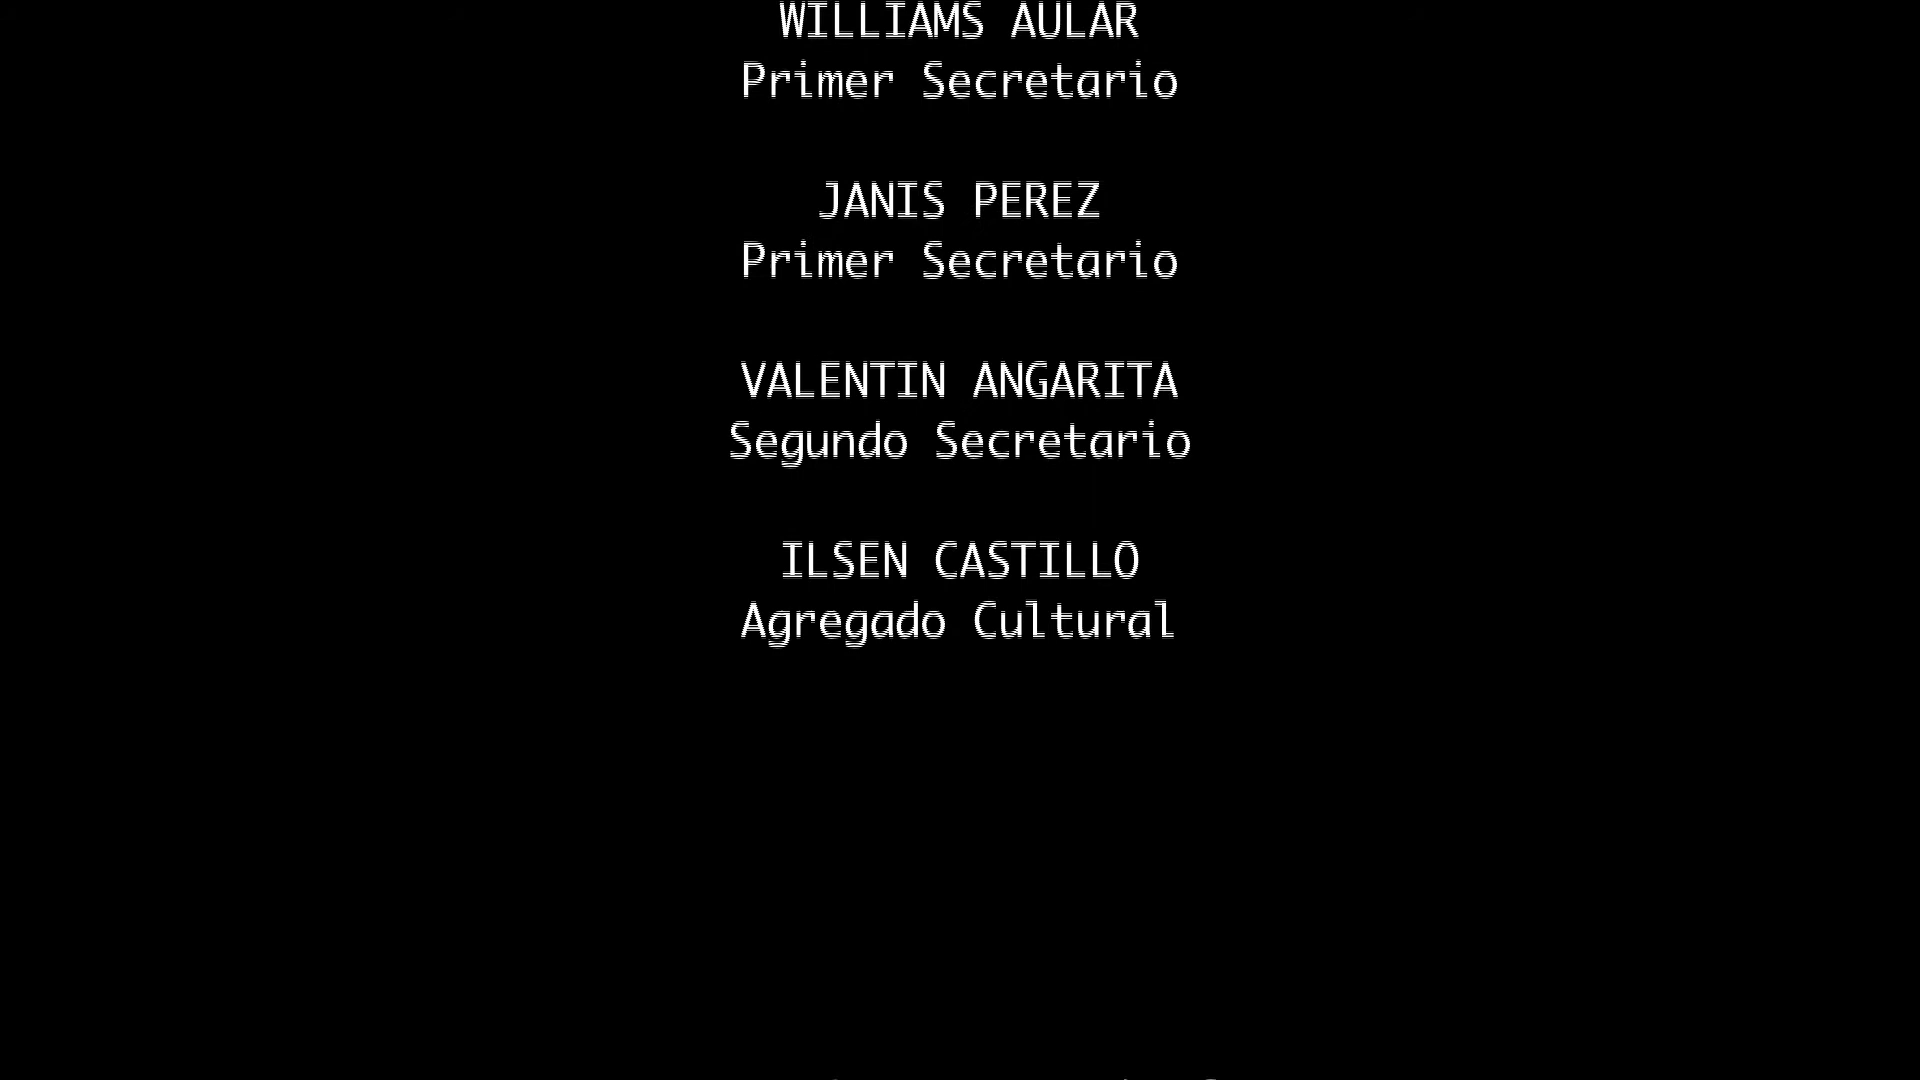 WILLIAMS AULAR
Primer Secretario
JANIS PEREZ
Primer Secretario
VALENTIN ANGARITA
Segundo Secretario
ILSEN CASTILLO
Agregado Cultural